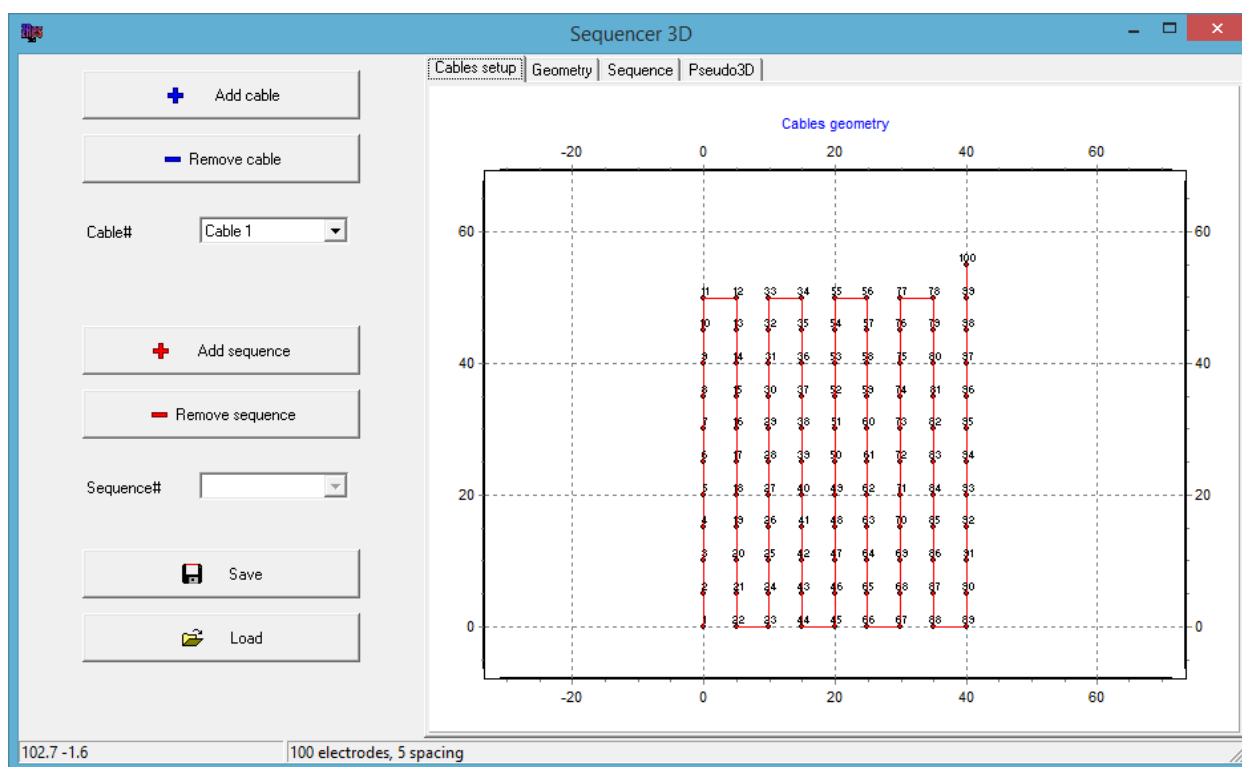 Sequencer 3D
Add cable
Remove cable
Cable# Cable 1
Add sequence
Remove sequence
Sequence#
Save
Load
Cables setup Geometry Sequence Pseudo3D
Cables geometry
-20 0 20 40 60
60 60
100
11 12 33 34 55 56 77 78 99
10 13 32 35 54 57 76 79 98
40 9 14 31 36 53 58 75 80 97 40
8 15 30 37 52 59 74 81 96
7 16 29 38 51 60 73 82 95
6 17 28 39 50 61 72 83 94
20 5 18 27 40 49 62 71 84 93 20
4 19 26 41 48 63 70 85 92
3 20 25 42 47 64 69 86 91
2 21 24 43 46 65 68 87 90
0 1 22 23 44 45 66 67 88 89 0
-20 0 20 40 60
102.7 -1.6 100 electrodes, 5 spacing